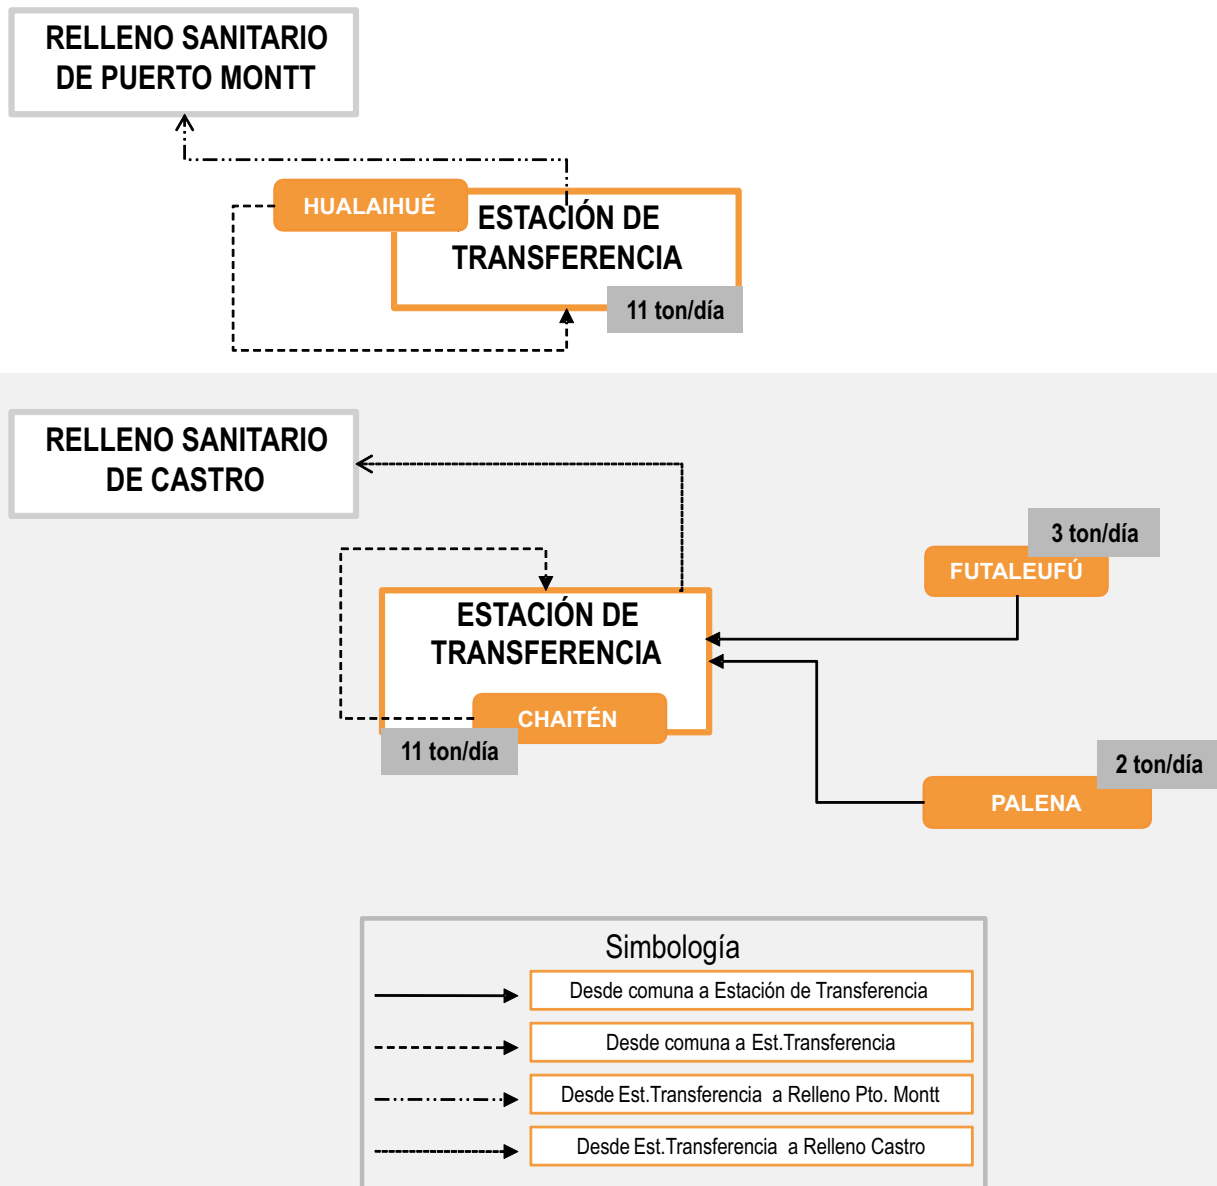 RELLENO SANITARIO
DE PUERTO MONTT
HUALAIHUÉ
ESTACIÓN DE
TRANSFERENCIA
11 ton/día
RELLENO SANITARIO
DE CASTRO
3 ton/día
FUTALEUFÚ
ESTACIÓN DE
TRANSFERENCIA
CHAITÉN
11 ton/día
2 ton/día
PALENA
Simbología
Desde comuna a Estación de Transferencia
Desde comuna a Est.Transferencia
Desde Est.Transferencia a Relleno Pto. Montt
Desde Est.Transferencia a Relleno Castro